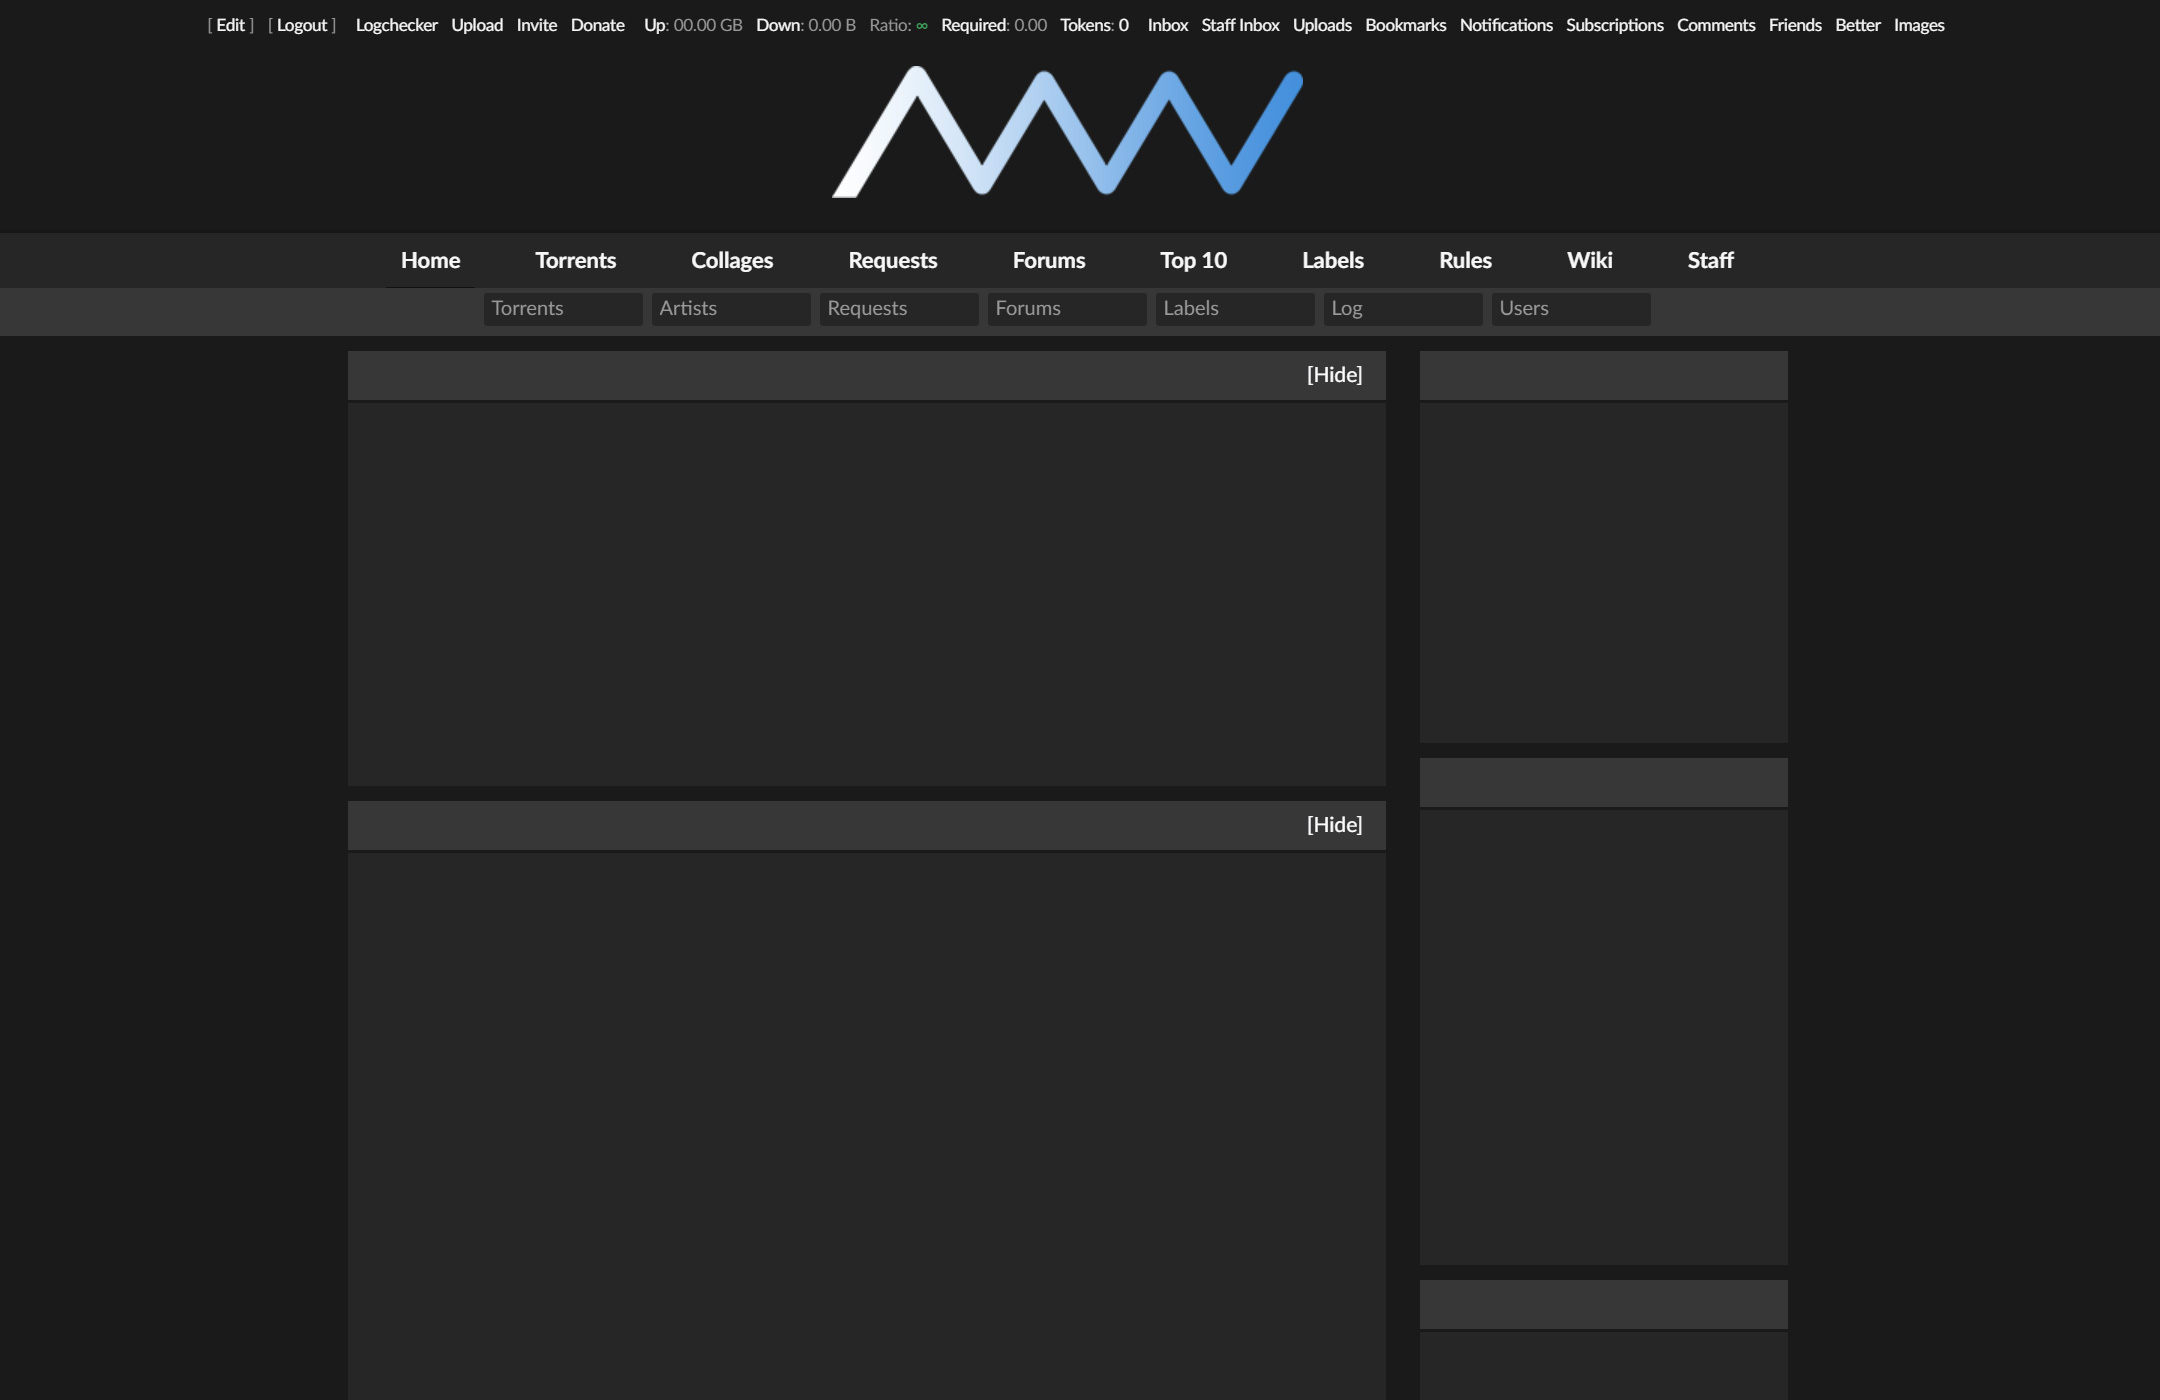 [ Edit ] [ Logout ] Logchecker Upload Invite Donate Up: 00.00 GB Down: 0.00 B Ratio: ∞ Required: 0.00 Tokens: 0 Inbox Staff Inbox Uploads Bookmarks Notifications Subscriptions Comments Friends Better Images
Home Torrents Collages Requests Forums Top 10 Labels Rules Wiki Staff
Torrents Artists Requests Forums Labels Log Users
[Hide]
[Hide]